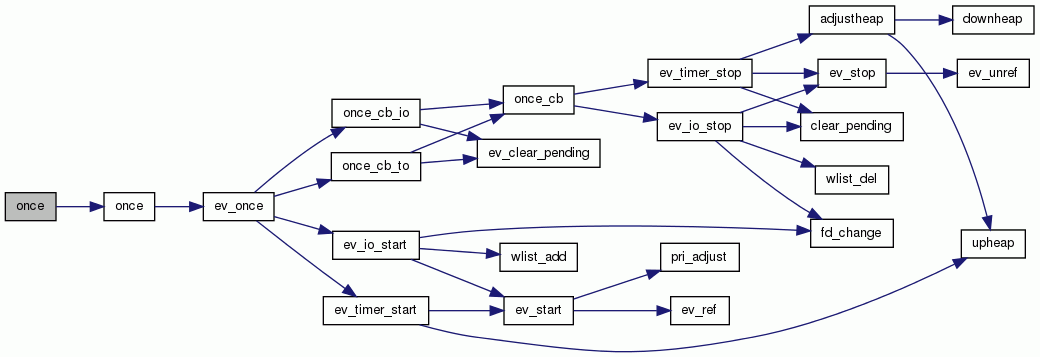 once
once
ev_once
once_cb_io
once_cb_to
ev_io_start
ev_timer_start
once_cb
ev_clear_pending
wlist_add
ev_start
ev_timer_stop
ev_io_stop
pri_adjust
ev_ref
adjustheap
ev_stop
clear_pending
wlist_del
fd_change
downheap
ev_unref
upheap